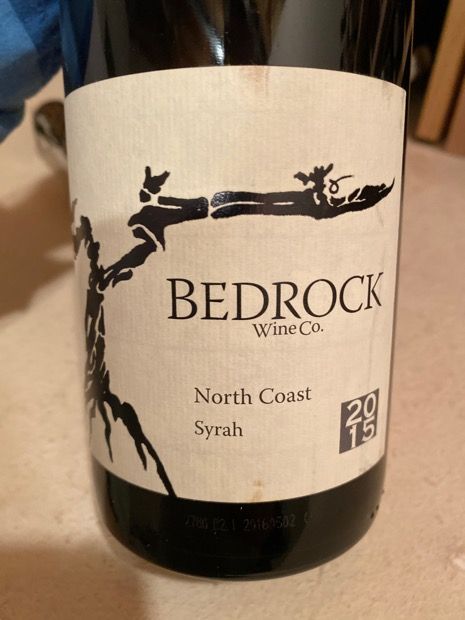 BEDROCK
Wine Co.
North Coast
Syrah
20
15